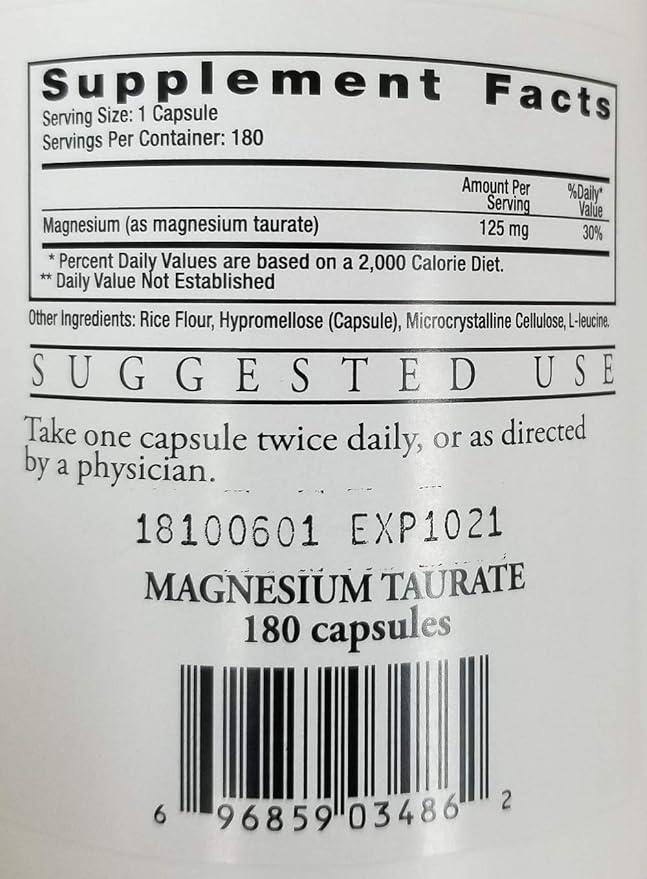 Supplement Facts
Serving Size: 1 Capsule
Servings Per Container: 180
Amount Per Serving
%Daily* Value
Magnesium (as magnesium taurate) 125 mg 30%
* Percent Daily Values are based on a 2,000 Calorie Diet.
** Daily Value Not Established
Other Ingredients: Rice Flour, Hypromellose (Capsule), Microcrystalline Cellulose, L-leucine.
SUGGESTED USE
Take one capsule twice daily, or as directed
by a physician.
18100601 EXP1021
MAGNESIUM TAURATE
180 capsules
6 96859 03486 2